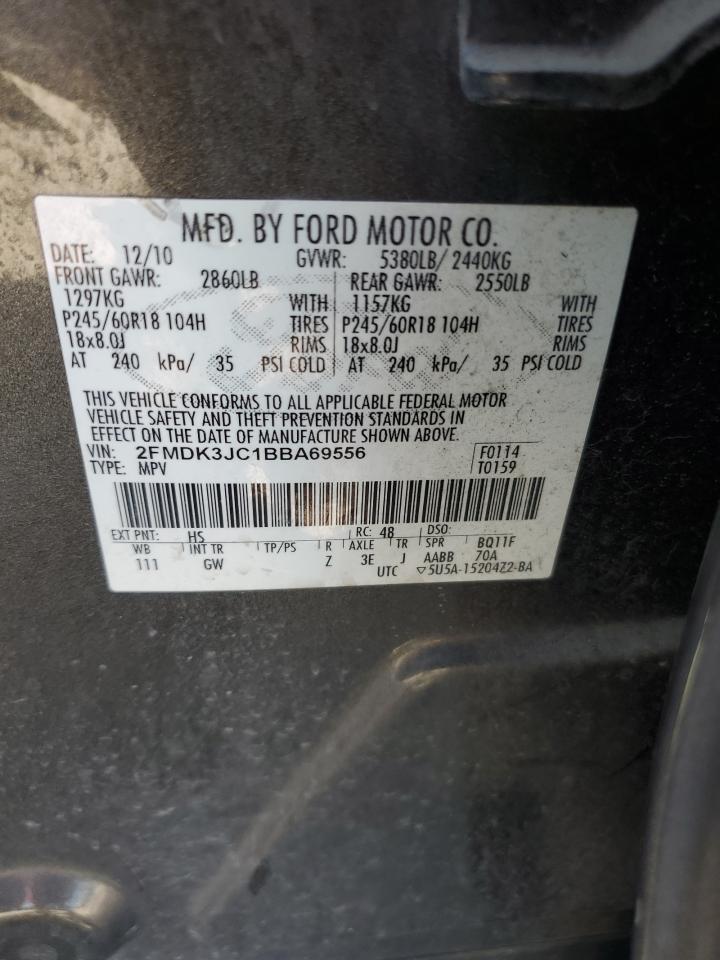 MFD. BY FORD MOTOR CO.
DATE: 12/10 GVWR: 5380LB/ 2440KG
FRONT GAWR: 2860LB REAR GAWR: 2550LB
1297KG WITH 1157KG WITH
P245/60R18 104H TIRES P245/60R18 104H TIRES
18x8.0J RIMS 18x8.0J RIMS
AT 240 kPa/ 35 PSI COLD AT 240 kPa/ 35 PSI COLD
THIS VEHICLE CONFORMS TO ALL APPLICABLE FEDERAL MOTOR
VEHICLE SAFETY AND THEFT PREVENTION STANDARDS IN
EFFECT ON THE DATE OF MANUFACTURE SHOWN ABOVE.
VIN: 2FMDK3JC1BBA69556 F0114
TYPE: MPV T0159
EXT PNT: HS RC: 48 DSO:
WB INT TR TP/PS R AXLE TR SPR BQ11F
111 GW Z 3E J AABB 70A
UTC ▽5U5A-15204Z2-BA